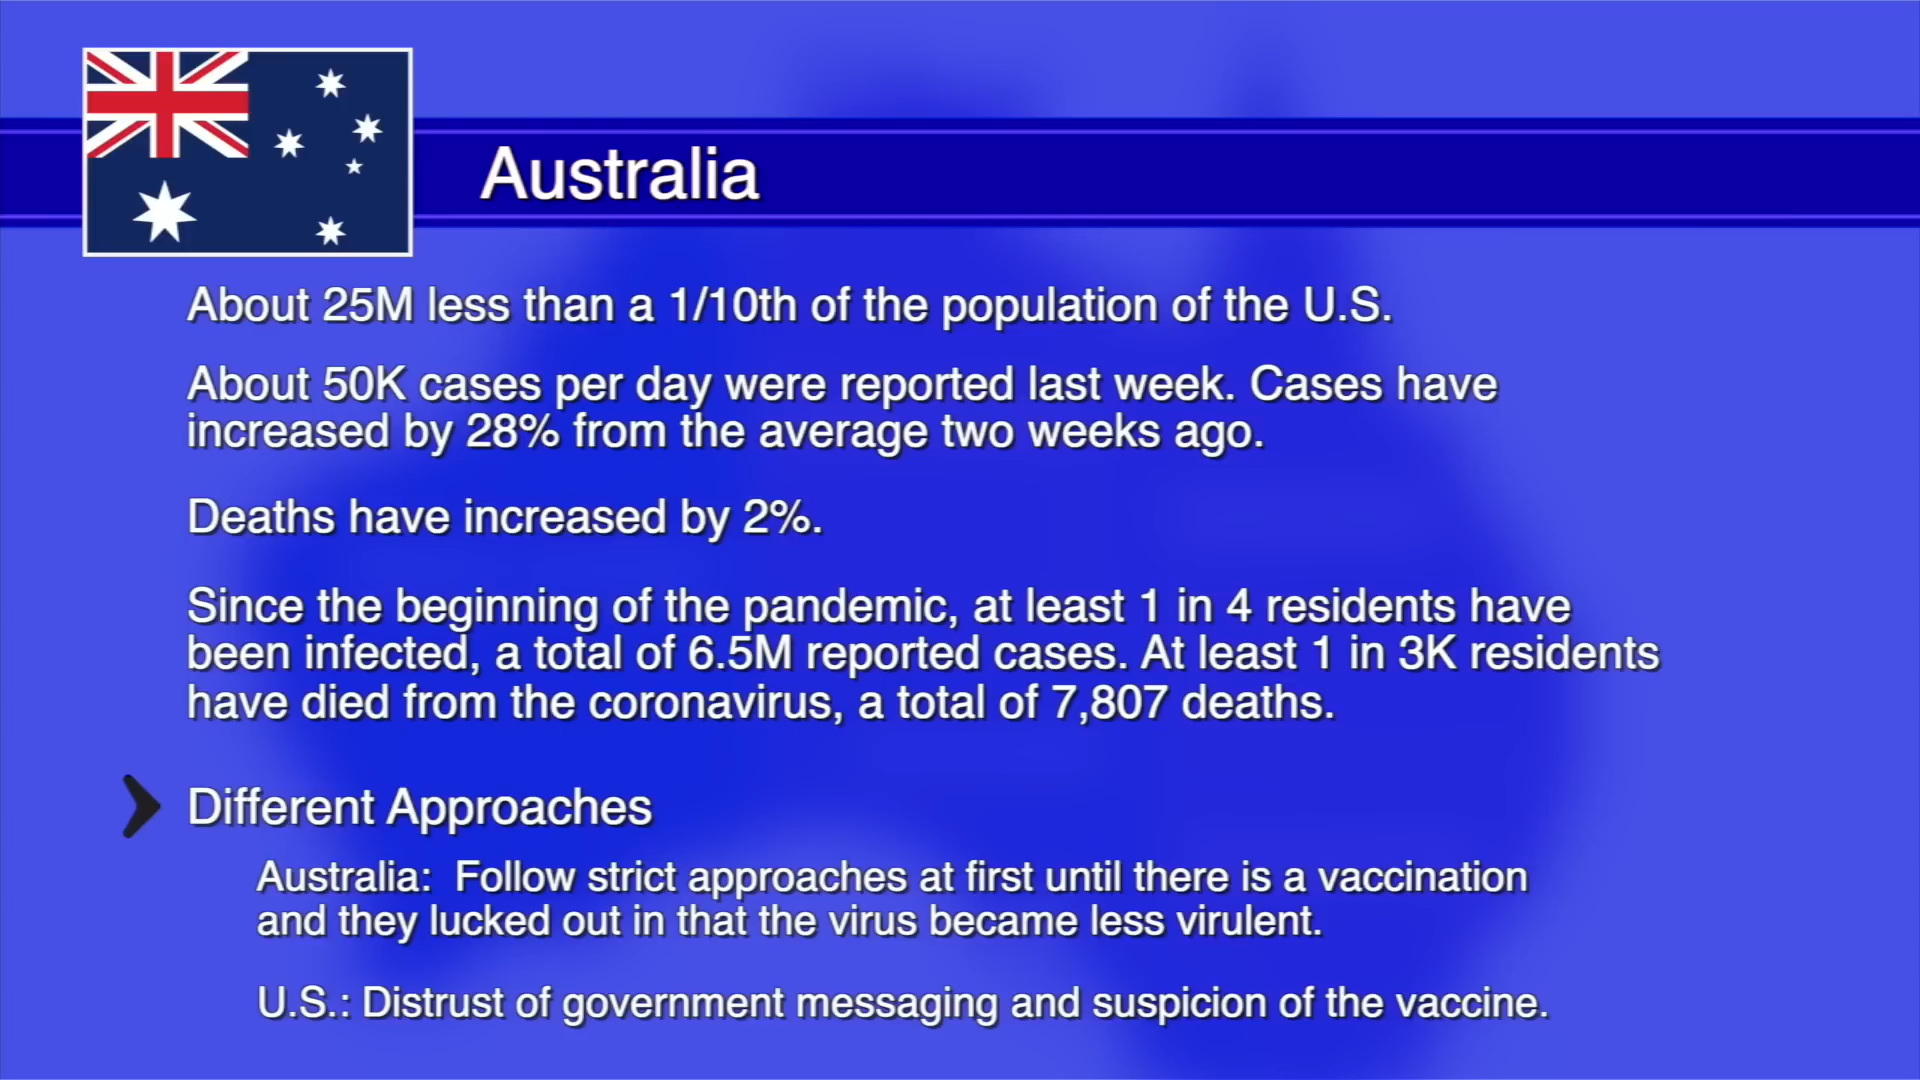 Australia
About 25M less than a 1/10th of the population of the U.S.
About 50K cases per day were reported last week. Cases have
increased by 28% from the average two weeks ago.
Deaths have increased by 2%.
Since the beginning of the pandemic, at least 1 in 4 residents have
been infected, a total of 6.5M reported cases. At least 1 in 3K residents
have died from the coronavirus, a total of 7,807 deaths.
Different Approaches
Australia:  Follow strict approaches at first until there is a vaccination
and they lucked out in that the virus became less virulent.
U.S.: Distrust of government messaging and suspicion of the vaccine.